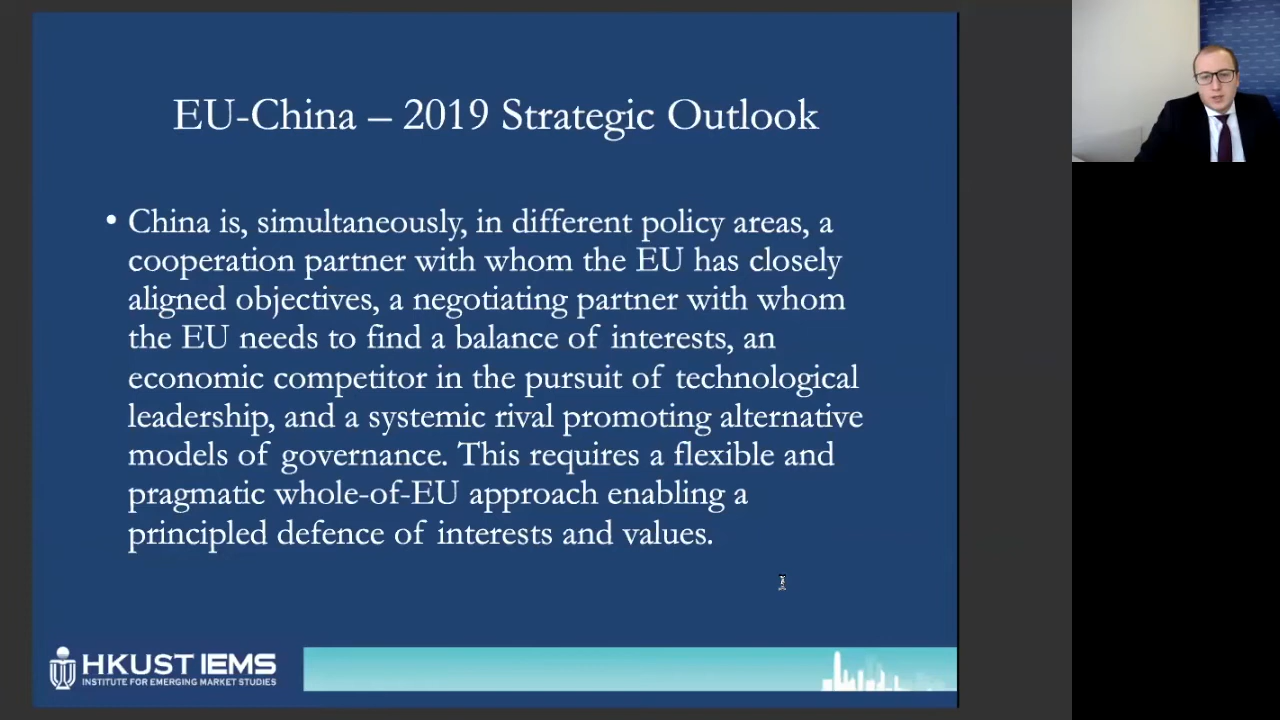 EU-China – 2019 Strategic Outlook
• China is, simultaneously, in different policy areas, a
cooperation partner with whom the EU has closely
aligned objectives, a negotiating partner with whom
the EU needs to find a balance of interests, an
economic competitor in the pursuit of technological
leadership, and a systemic rival promoting alternative
models of governance. This requires a flexible and
pragmatic whole-of-EU approach enabling a
principled defence of interests and values.
HKUST IEMS
INSTITUTE FOR EMERGING MARKET STUDIES